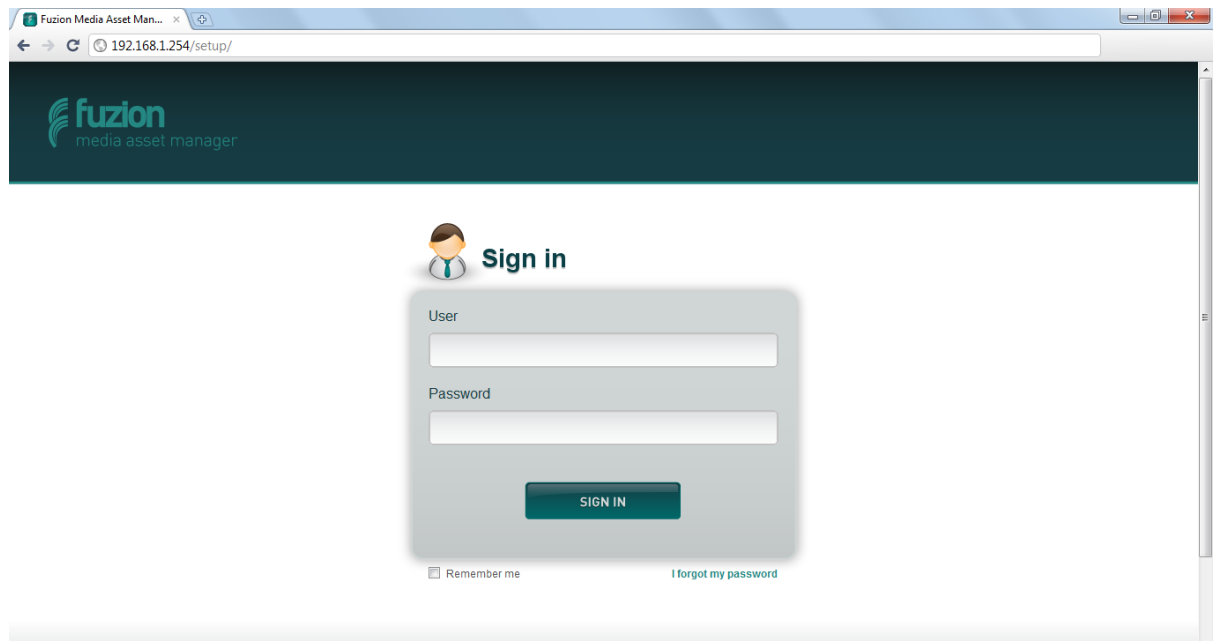 Fuzion Media Asset Man...
192.168.1.254/setup/
fuzion
media asset manager
Sign in
User
Password
SIGN IN
Remember me
I forgot my password